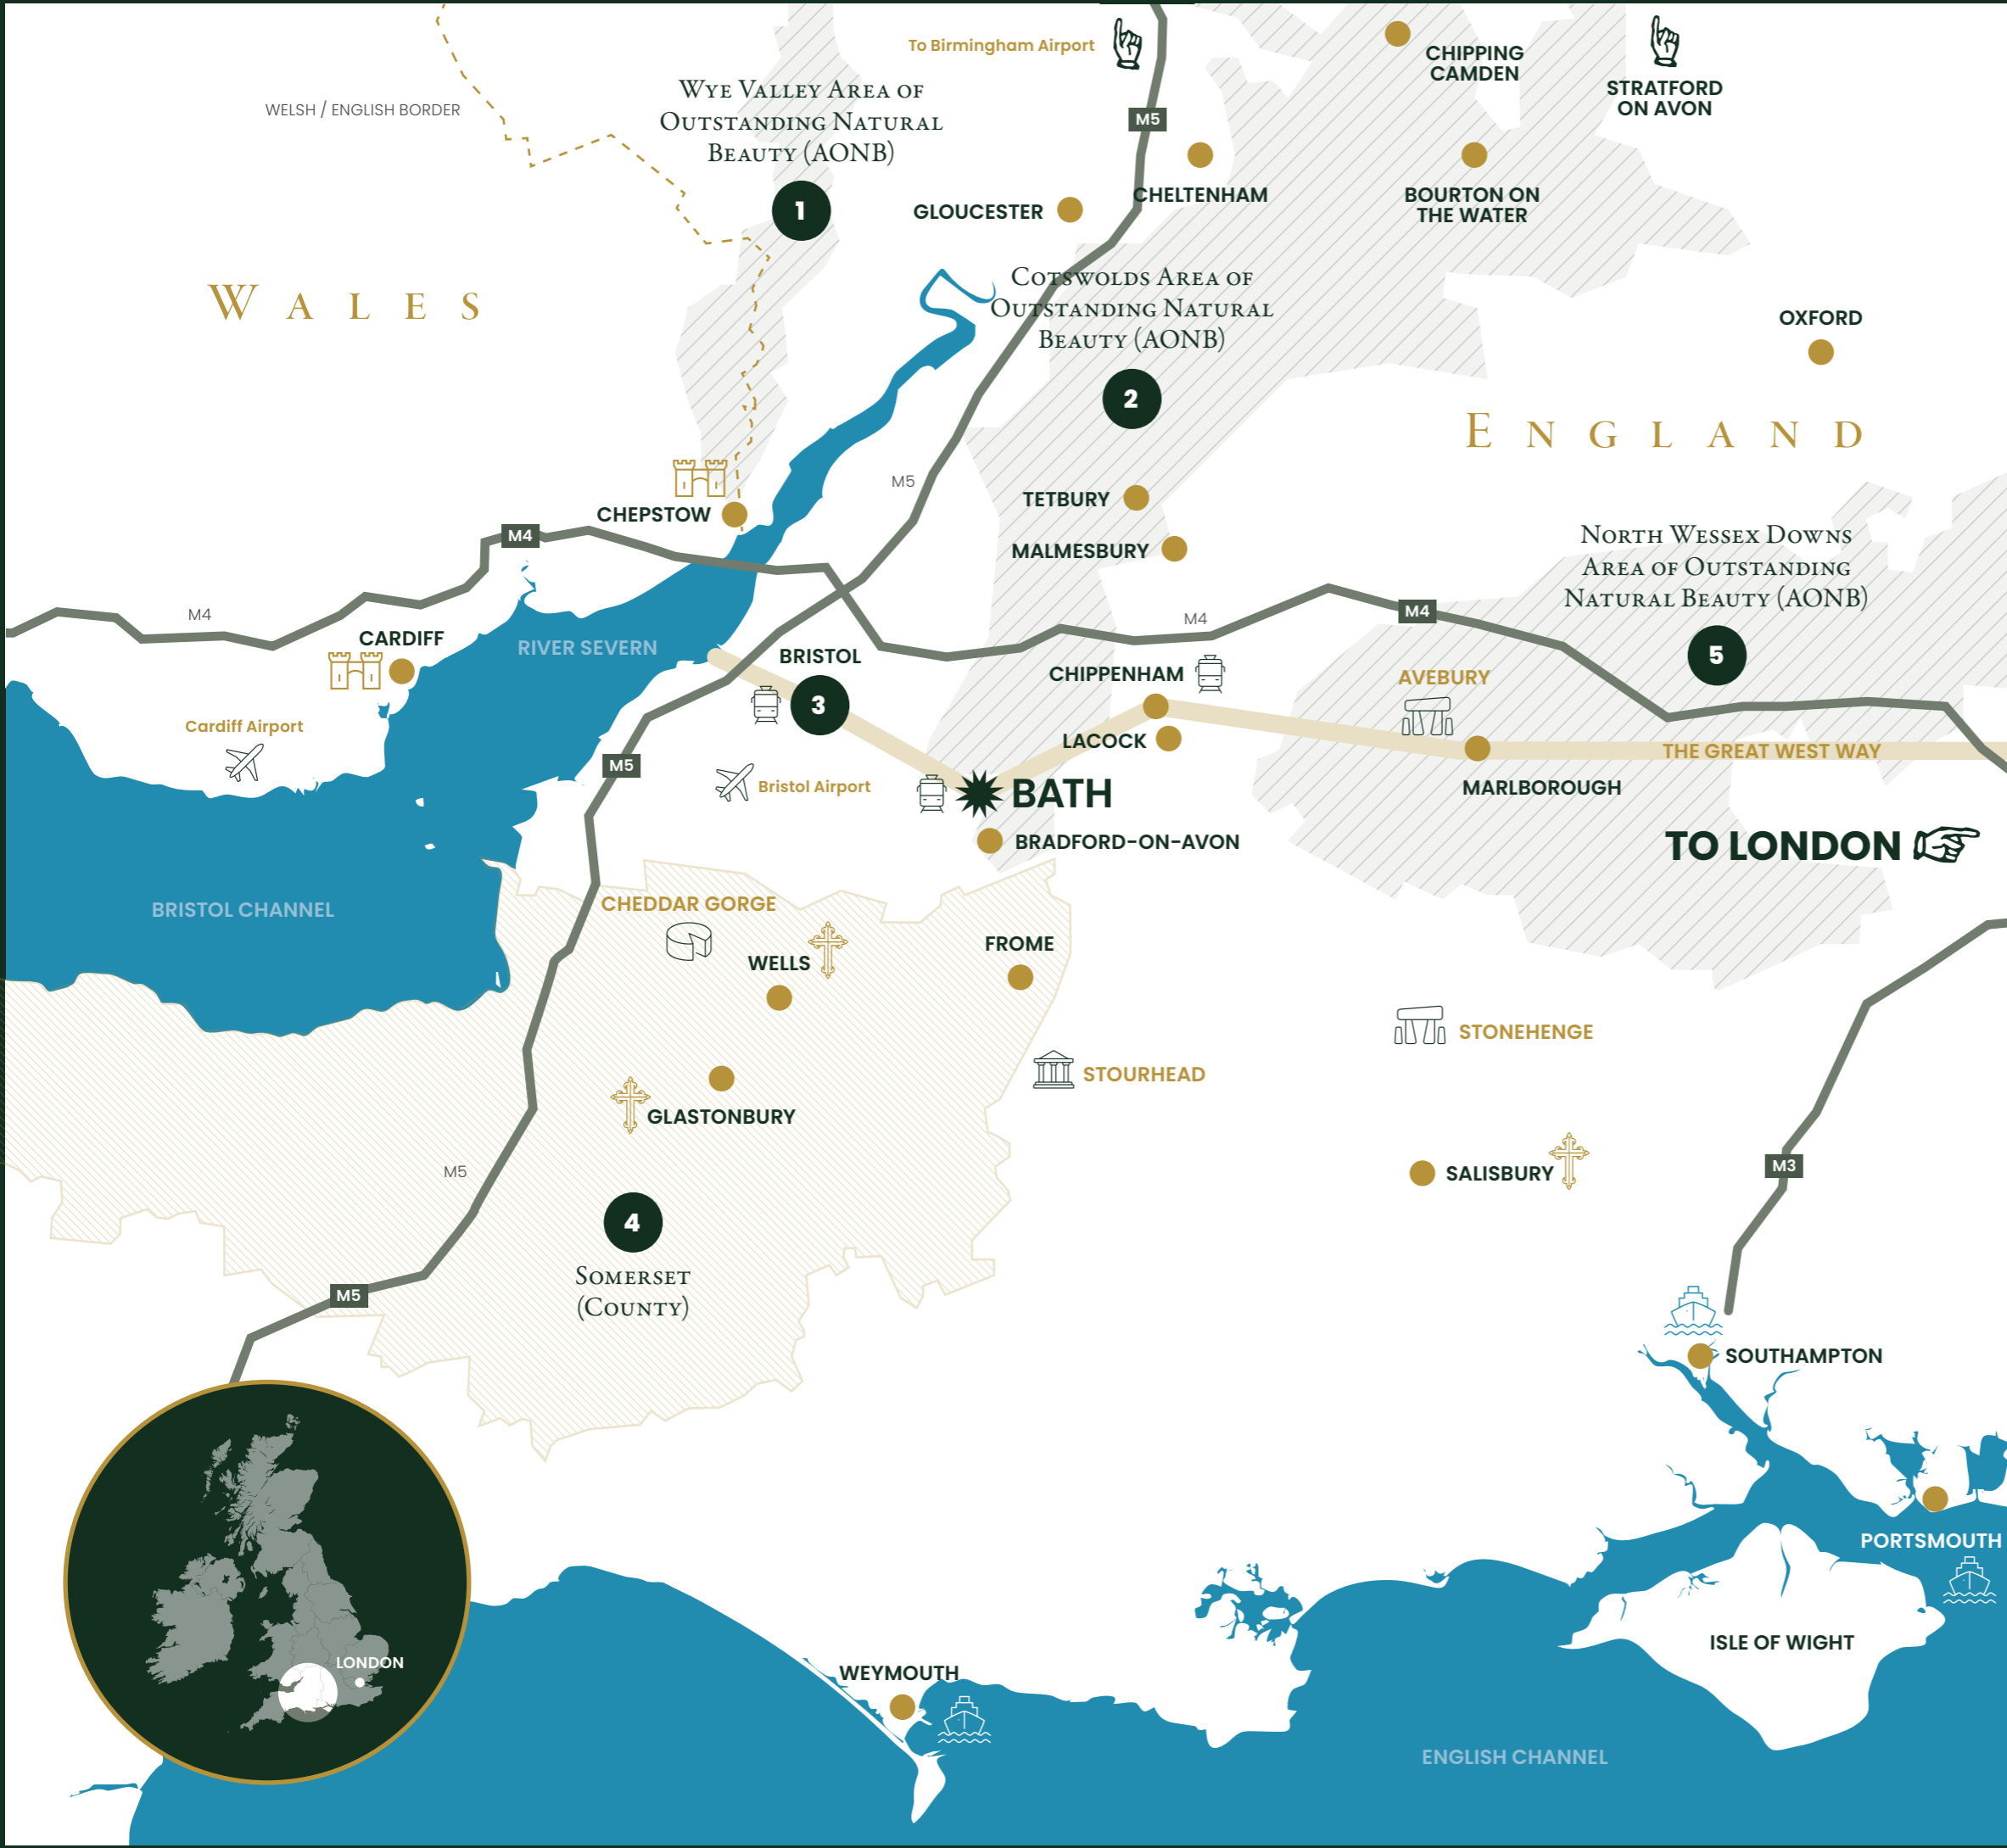 To Birmingham Airport
CHIPPING
CAMDEN
STRATFORD
ON AVON
WELSH / ENGLISH BORDER
Wye Valley Area of
Outstanding Natural
Beauty (AONB)
1
M5
CHELTENHAM
BOURTON ON
THE WATER
GLOUCESTER
WALES
Cotswolds Area of
Outstanding Natural
Beauty (AONB)
2
OXFORD
ENGLAND
M5
TETBURY
CHEPSTOW
M4
MALMESBURY
North Wessex Downs
Area of Outstanding
Natural Beauty (AONB)
5
M4
M4
M4
CARDIFF
RIVER SEVERN
BRISTOL
3
CHIPPENHAM
AVEBURY
Cardiff Airport
LACOCK
THE GREAT WEST WAY
M5
Bristol Airport
BATH
MARLBOROUGH
BRADFORD-ON-AVON
TO LONDON
BRISTOL CHANNEL
CHEDDAR GORGE
WELLS
FROME
STONEHENGE
STOURHEAD
GLASTONBURY
M5
SALISBURY
M3
4
Somerset
(County)
M5
SOUTHAMPTON
PORTSMOUTH
ISLE OF WIGHT
LONDON
WEYMOUTH
ENGLISH CHANNEL